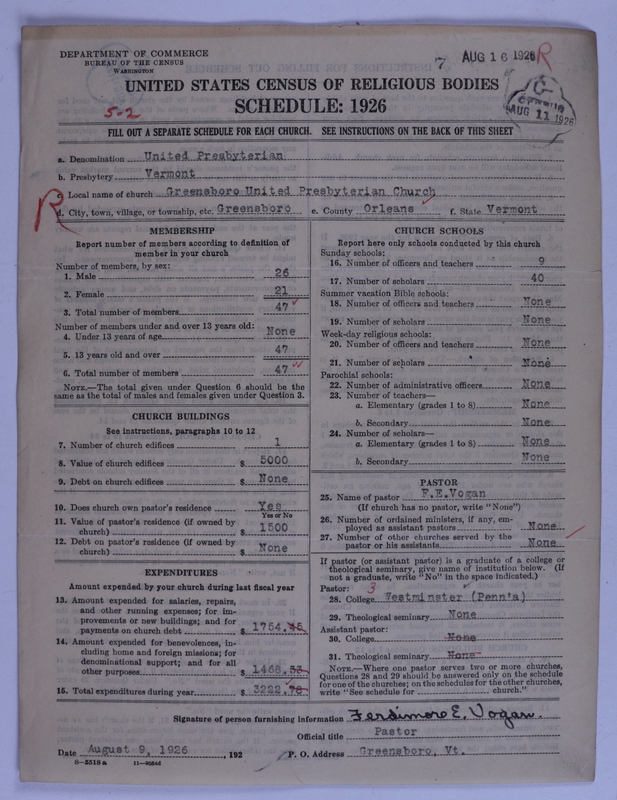 DEPARTMENT OF COMMERCE
BUREAU OF THE CENSUS
WASHINGTON
7 AUG 16 1926 R
UNITED STATES CENSUS OF RELIGIOUS BODIES
SCHEDULE: 1926
5-2
AUG 11 1926
FILL OUT A SEPARATE SCHEDULE FOR EACH CHURCH. SEE INSTRUCTIONS ON THE BACK OF THIS SHEET
a. Denomination United Presbyterian
b. Presbytery Vermont
c. Local name of church Greensboro United Presbyterian Church
R
d. City, town, village, or township, etc. Greensboro e. County Orleans f. State Vermont
MEMBERSHIP
Report number of members according to definition of
member in your church
Number of members, by sex:
1. Male 26
2. Female 21
3. Total number of members 47
Number of members under and over 13 years old:
4. Under 13 years of age None
5. 13 years old and over 47
6. Total number of members 47
NOTE.—The total given under Question 6 should be the
same as the total of males and females given under Question 3.
CHURCH BUILDINGS
See instructions, paragraphs 10 to 12
7. Number of church edifices 1
8. Value of church edifices $ 5000
9. Debt on church edifices $ None
10. Does church own pastor's residence Yes
Yes or No
11. Value of pastor's residence (if owned by
church) $ 1500
12. Debt on pastor's residence (if owned by
church) $ None
EXPENDITURES
Amount expended by your church during last fiscal year
13. Amount expended for salaries, repairs,
and other running expenses; for im-
provements or new buildings; and for
payments on church debt $ 1754.45
14. Amount expended for benevolences, in-
cluding home and foreign missions; for
denominational support; and for all
other purposes $ 1468.33
15. Total expenditures during year $ 3222.78
CHURCH SCHOOLS
Report here only schools conducted by this church
Sunday schools:
16. Number of officers and teachers 9
17. Number of scholars 40
Summer vacation Bible schools:
18. Number of officers and teachers None
19. Number of scholars None
Week-day religious schools:
20. Number of officers and teachers None
21. Number of scholars None
Parochial schools:
22. Number of administrative officers None
23. Number of teachers—
a. Elementary (grades 1 to 8) None
b. Secondary None
24. Number of scholars—
a. Elementary (grades 1 to 8) None
b. Secondary None
PASTOR
25. Name of pastor F.E.Vogan
(If church has no pastor, write "None")
26. Number of ordained ministers, if any, em-
ployed as assistant pastors None
27. Number of other churches served by the
pastor or his assistants None
If pastor (or assistant pastor) is a graduate of a college or
theological seminary, give name of institution below. (If
not a graduate, write "No" in the space indicated.)
Pastor: 3
28. College Westminster (Penn'a)
29. Theological seminary None
Assistant pastor:
30. College None
31. Theological seminary None
NOTE.—Where one pastor serves two or more churches,
Questions 28 and 29 should be answered only on the schedule
for one of the churches; on the schedules for the other churches,
write "See schedule for church."
Signature of person furnishing information Ferdimore E. Vogan.
Official title Pastor
Date August 9, 1926, 192 P. O. Address Greensboro, Vt.
8—5518 a